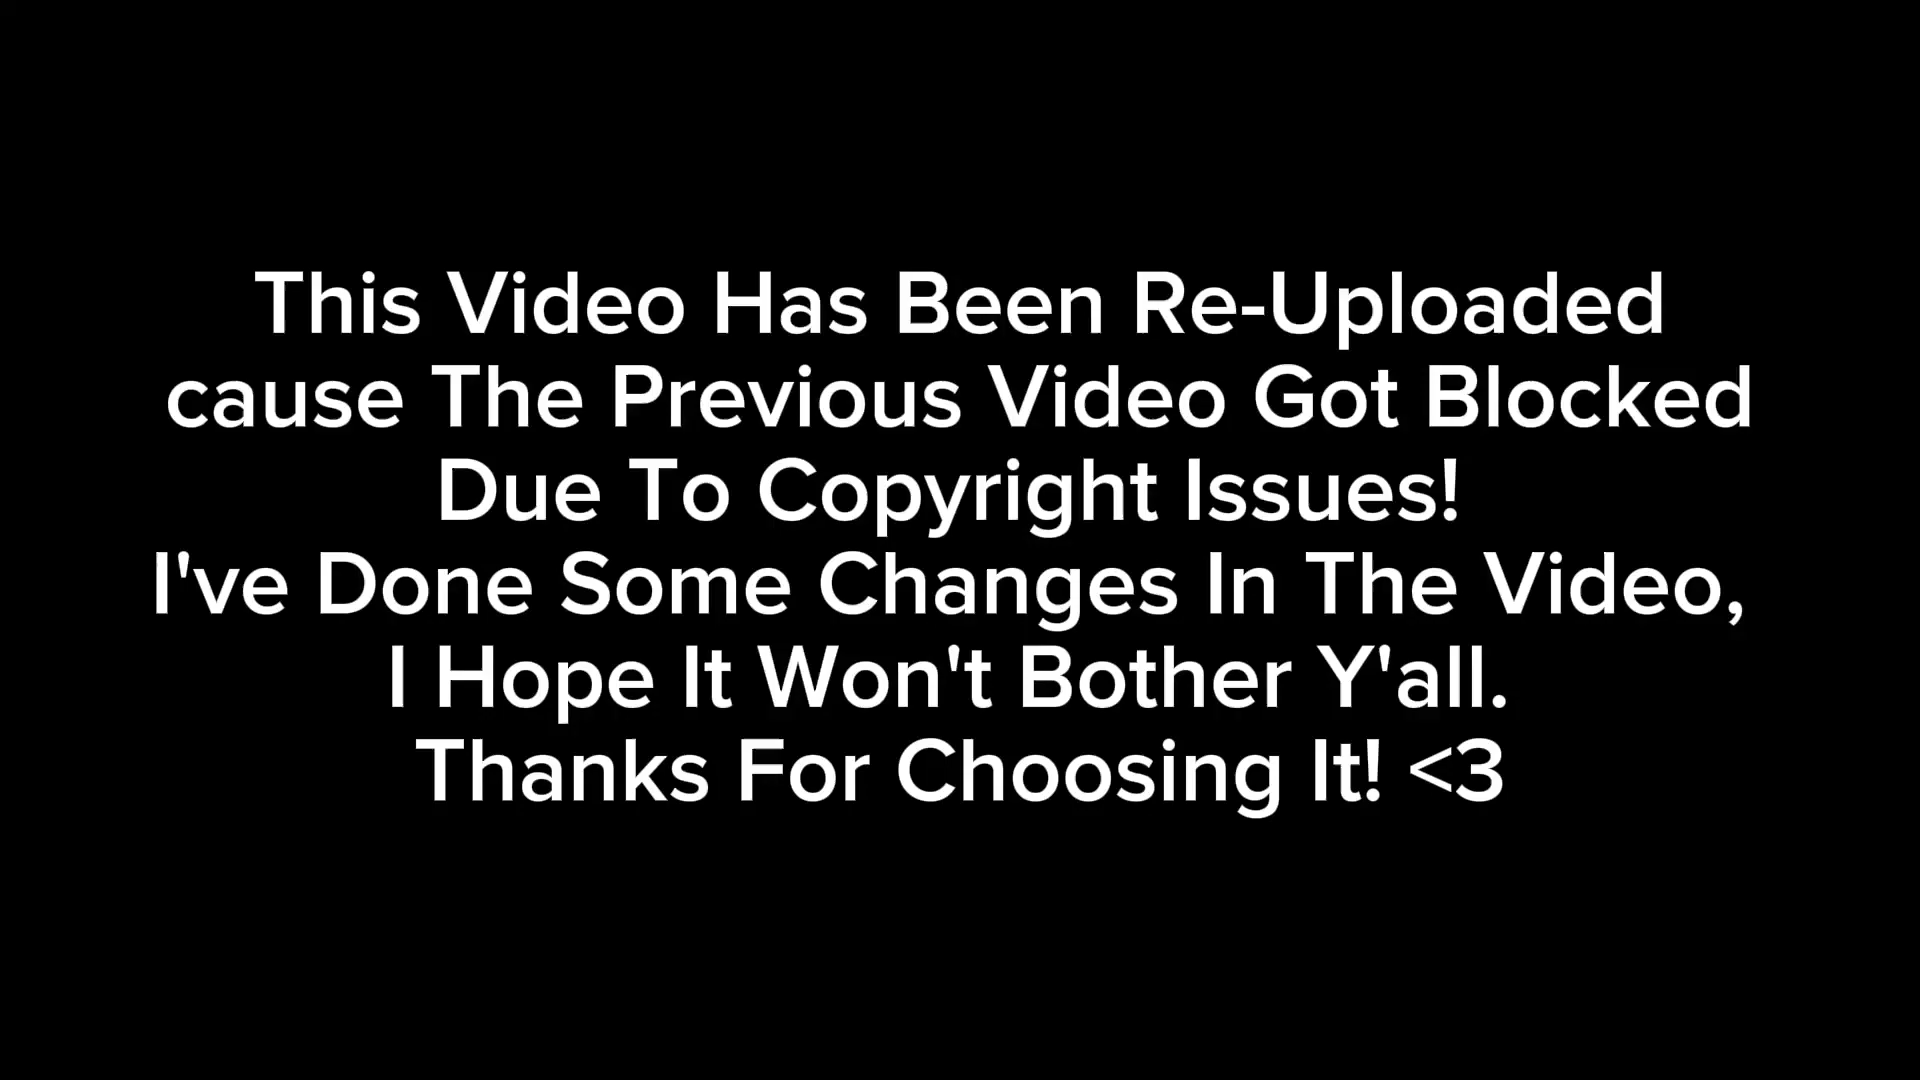 This Video Has Been Re-Uploaded
cause The Previous Video Got Blocked
Due To Copyright Issues!
I've Done Some Changes In The Video,
I Hope It Won't Bother Y'all.
Thanks For Choosing It! <3